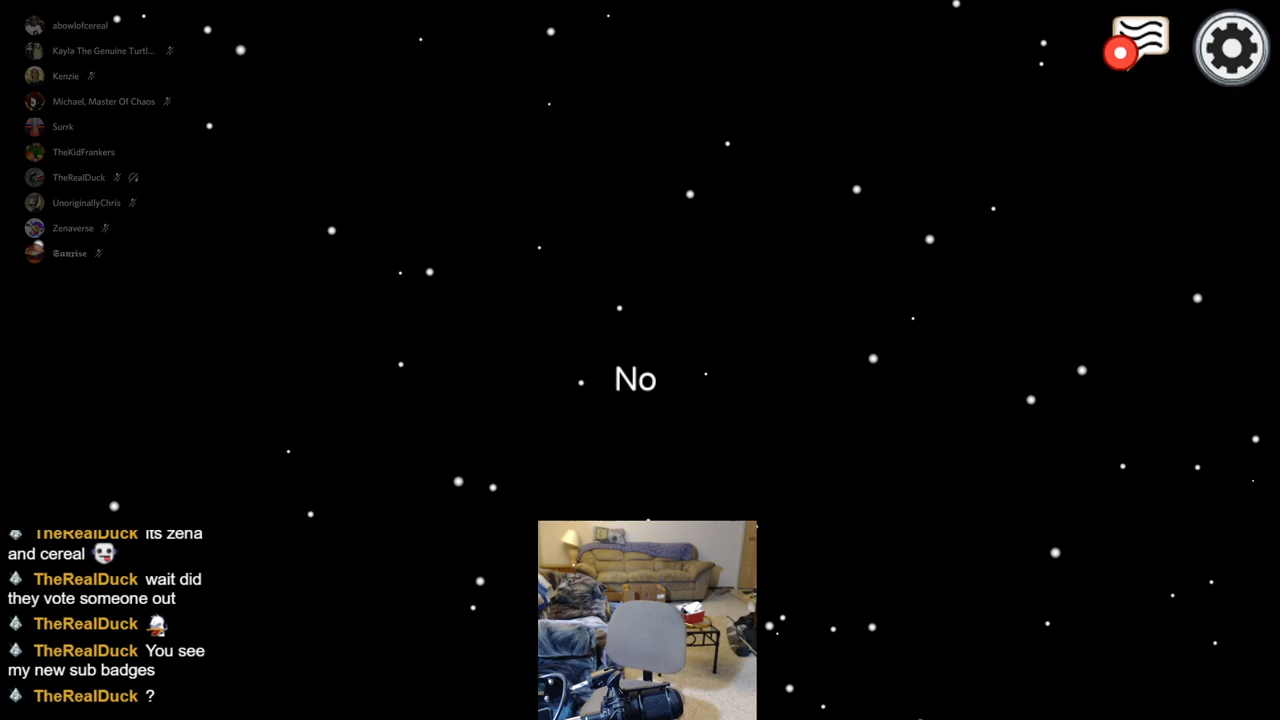 abowlofcereal
Kayla The Genuine Turtl...
Kenzie
Michael, Master Of Chaos
Surrk
TheKidFrankers
TheRealDuck
UnoriginallyChris
Zenaverse
𝕾𝖚𝖓𝖗𝖎𝖘𝖊
No
TheRealDuck its zena
and cereal
TheRealDuck wait did
they vote someone out
TheRealDuck
TheRealDuck You see
my new sub badges
TheRealDuck ?